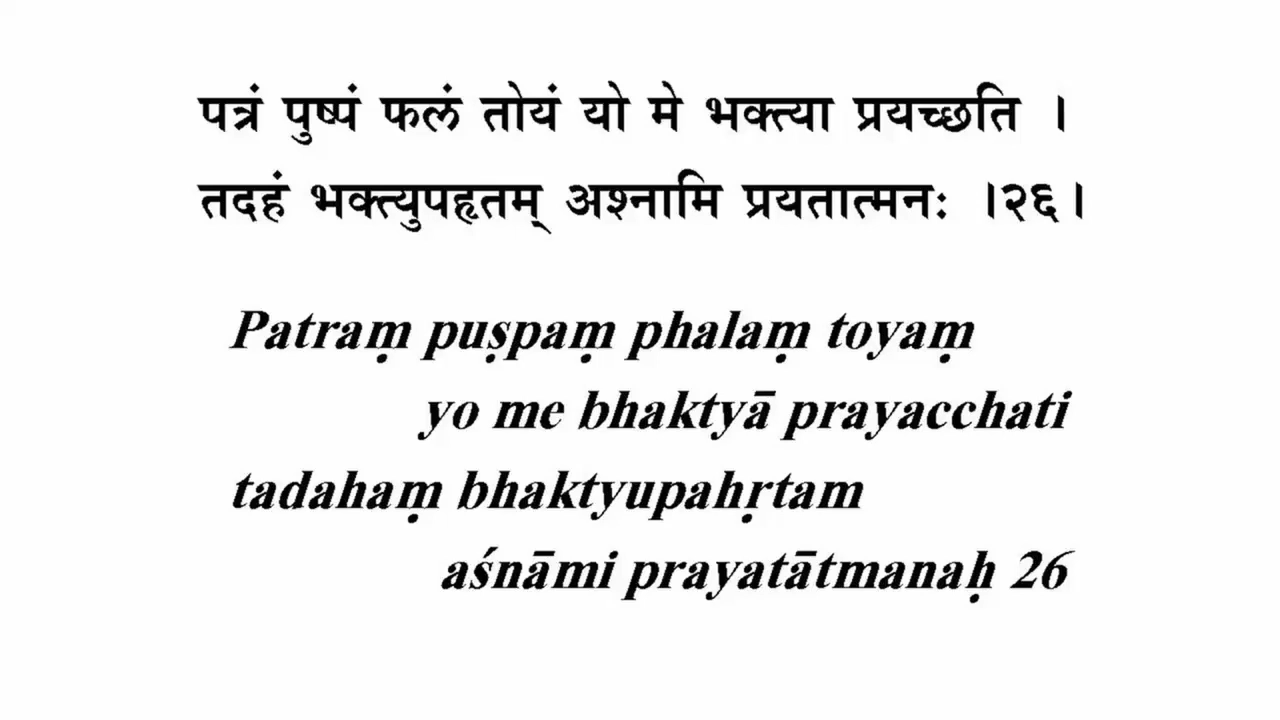 पत्रं पुष्पं फलं तोयं यो मे भक्त्या प्रयच्छति ।
तदहं भक्त्युपहृतम् अश्नामि प्रयतात्मनः ।२६।
Patraṃ puṣpaṃ phalaṃ toyaṃ
yo me bhaktyā prayacchati
tadahaṃ bhaktyupahṛtam
aśnāmi prayatātmanaḥ 26